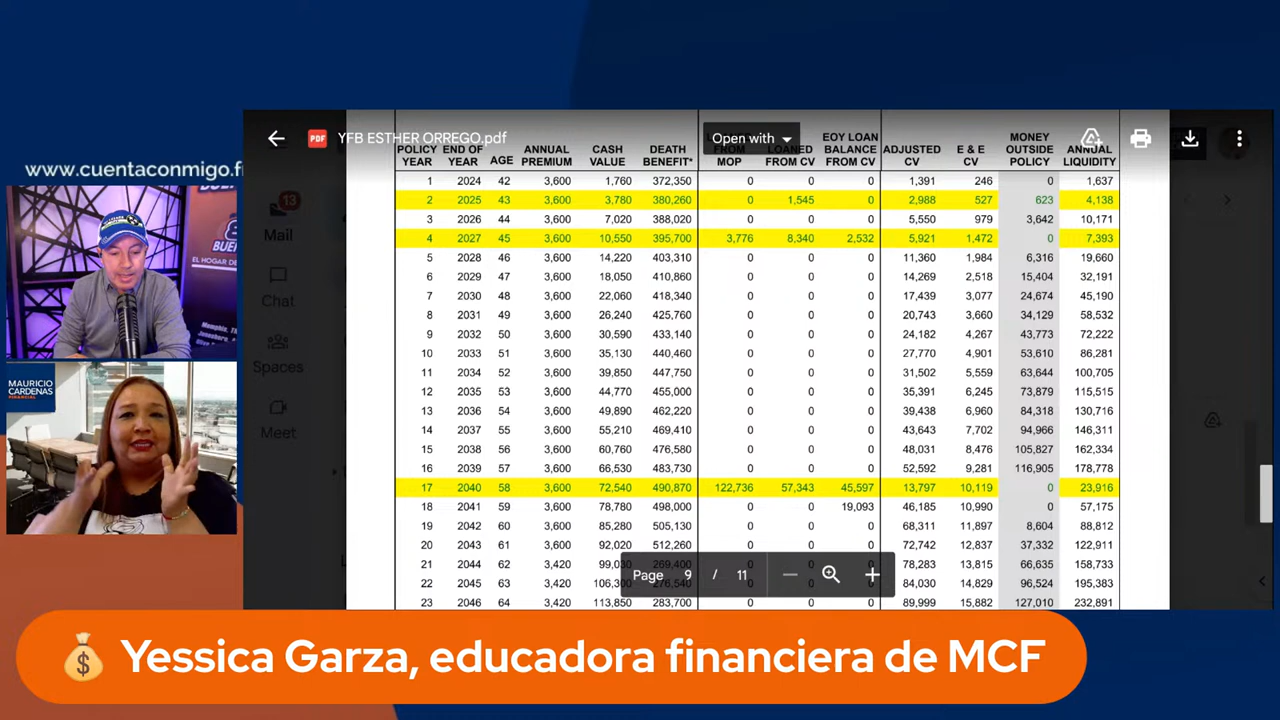 www.cuentaconmigo.f
MAURICIO
CARDENAS
FINANCIAL
EL HOGAR DE
13
Mail
Chat
Spaces
Meet
PDF YFB ESTHER ORREGO.pdf
Open with
POLICY YEAR END OF YEAR AGE ANNUAL PREMIUM CASH VALUE DEATH BENEFIT* FROM MOP LOANED FROM CV EOY LOAN BALANCE FROM CV ADJUSTED CV E & E CV MONEY OUTSIDE POLICY ANNUAL LIQUIDITY
1 2024 42 3,600 1,760 372,350 0 0 0 1,391 246 0 1,637
2 2025 43 3,600 3,780 380,260 0 1,545 0 2,988 527 623 4,138
3 2026 44 3,600 7,020 388,020 0 0 0 5,550 979 3,642 10,171
4 2027 45 3,600 10,550 395,700 3,776 8,340 2,532 5,921 1,472 0 7,393
5 2028 46 3,600 14,220 403,310 0 0 0 11,360 1,984 6,316 19,660
6 2029 47 3,600 18,050 410,860 0 0 0 14,269 2,518 15,404 32,191
7 2030 48 3,600 22,060 418,340 0 0 0 17,439 3,077 24,674 45,190
8 2031 49 3,600 26,240 425,760 0 0 0 20,743 3,660 34,129 58,532
9 2032 50 3,600 30,590 433,140 0 0 0 24,182 4,267 43,773 72,222
10 2033 51 3,600 35,130 440,460 0 0 0 27,770 4,901 53,610 86,281
11 2034 52 3,600 39,850 447,750 0 0 0 31,502 5,559 63,644 100,705
12 2035 53 3,600 44,770 455,000 0 0 0 35,391 6,245 73,879 115,515
13 2036 54 3,600 49,890 462,220 0 0 0 39,438 6,960 84,318 130,716
14 2037 55 3,600 55,210 469,410 0 0 0 43,643 7,702 94,966 146,311
15 2038 56 3,600 60,760 476,580 0 0 0 48,031 8,476 105,827 162,334
16 2039 57 3,600 66,530 483,730 0 0 0 52,592 9,281 116,905 178,778
17 2040 58 3,600 72,540 490,870 122,736 57,343 45,597 13,797 10,119 0 23,916
18 2041 59 3,600 78,780 498,000 0 0 19,093 46,185 10,990 0 57,175
19 2042 60 3,600 85,280 505,130 0 0 0 68,311 11,897 8,604 88,812
20 2043 61 3,600 92,020 512,260 0 0 0 72,742 12,837 37,332 122,911
21 2044 62 3,420 78,283 13,815 66,635 158,733
22 2045 63 3,420 84,030 14,829 96,524 195,383
23 2046 64 3,420 113,850 283,700 0 0 0 89,999 15,882 127,010 232,891
Page 9 / 11
Yessica Garza, educadora financiera de MCF